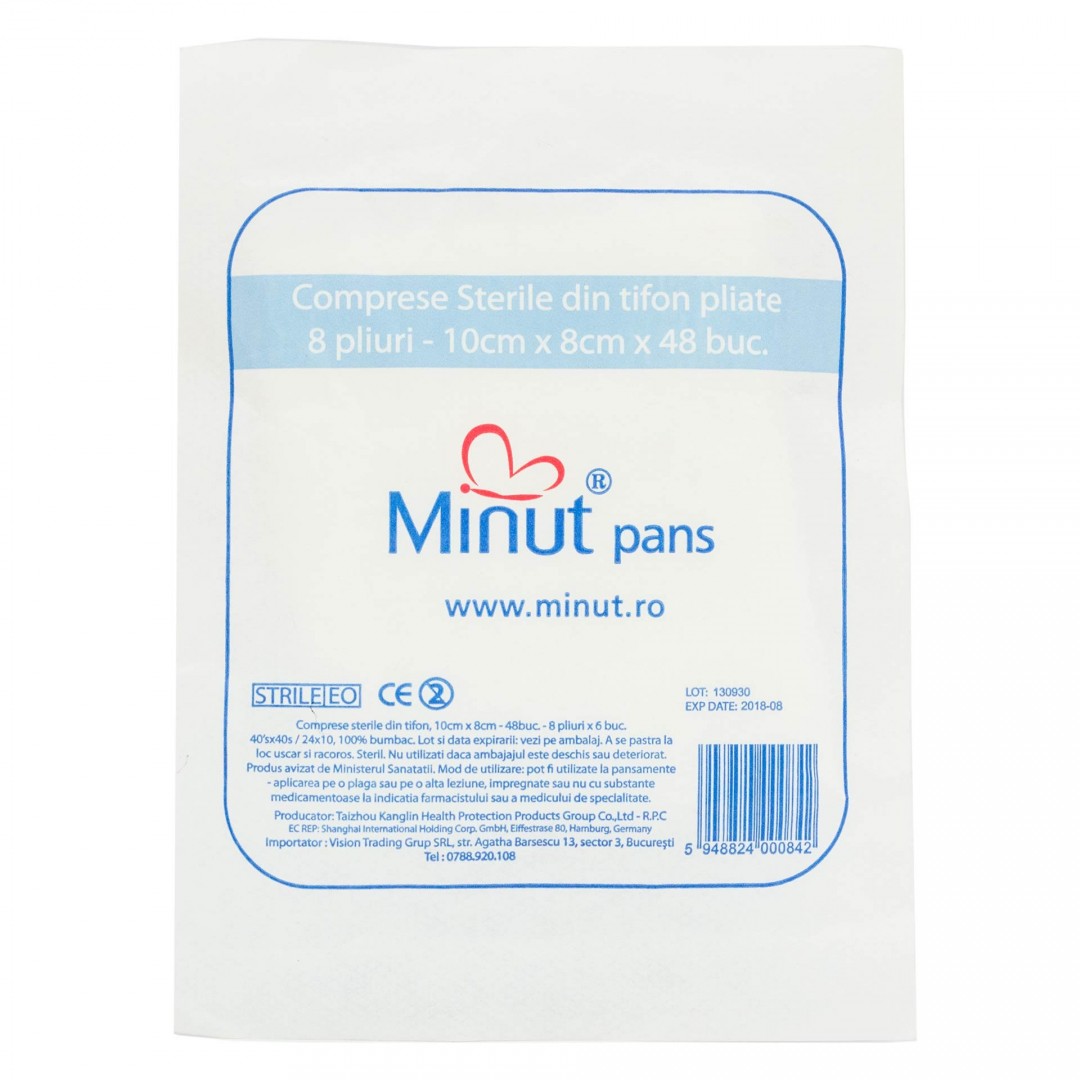 Comprese Sterile din tifon pliate
8 pliuri - 10cm x 8cm x 48 buc.
Minut® pans
www.minut.ro
STRILE EO CE 2
LOT: 130930
EXP DATE: 2018-08
Comprese sterile din tifon, 10cm x 8cm - 48buc. - 8 pliuri x 6 buc.
40'sx40s / 24x10, 100% bumbac. Lot si data expirarii: vezi pe ambalaj. A se pastra la
loc uscar si racoros. Steril. Nu utilizati daca ambajajul este deschis sau deteriorat.
Produs avizat de Ministerul Sanatatii. Mod de utilizare: pot fi utilizate la pansamente
- aplicarea pe o plaga sau pe o alta leziune, impregnate sau nu cu substante
medicamentoase la indicatia farmacistului sau a medicului de specialitate.
Producator: Taizhou Kanglin Health Protection Products Group Co.,Ltd - R.P.C
EC REP: Shanghai International Holding Corp. GmbH, Eiffestrase 80, Hamburg, Germany
Importator : Vision Trading Grup SRL, str. Agatha Barsescu 13, sector 3, Bucureşti
Tel : 0788.920.108
5 948824 000842